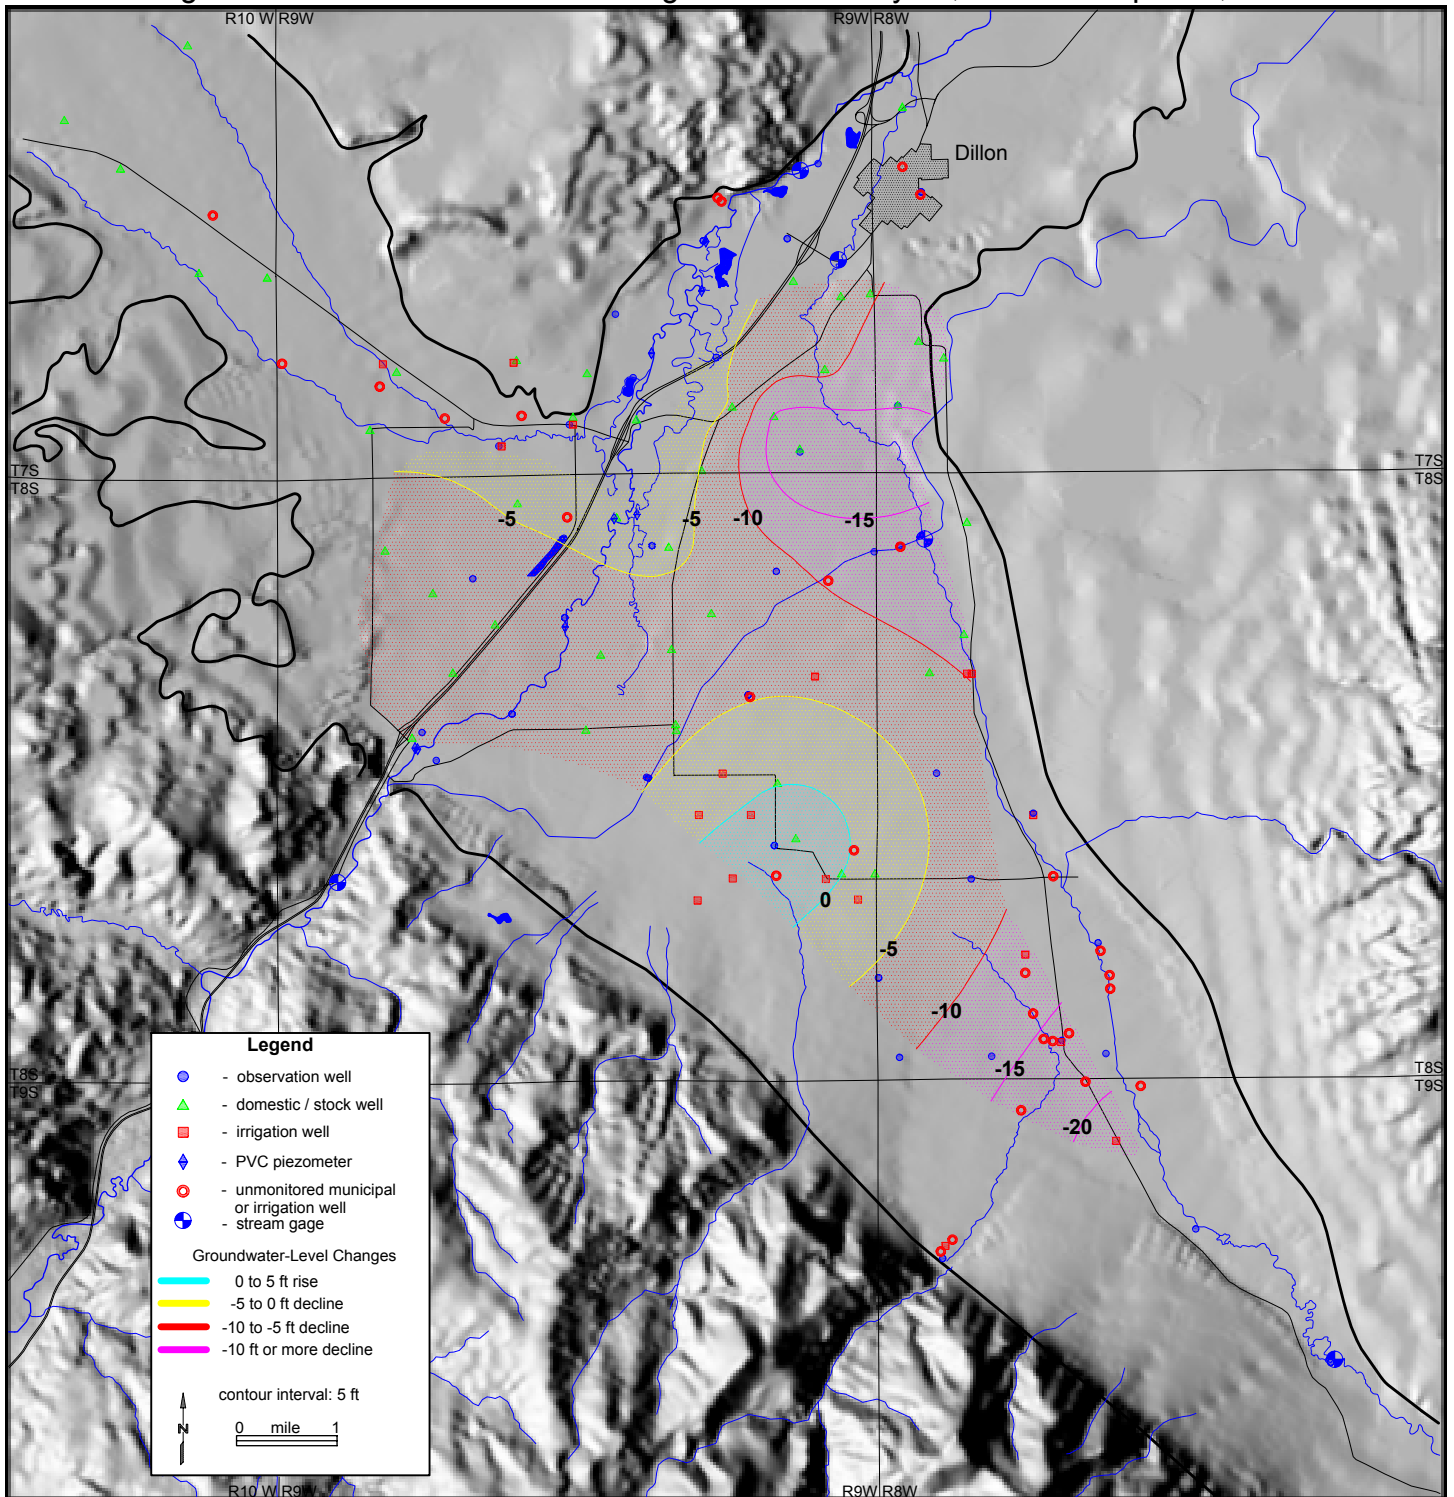 R10 W R9W
R9W R8W
Dillon
T7S
T8S
T7S
T8S
-5
-5
-10
-15
0
-5
-10
-15
-20
T8S
T9S
T8S
T9S
Legend
- observation well
- domestic / stock well
- irrigation well
- PVC piezometer
- unmonitored municipal
or irrigation well
- stream gage
Groundwater-Level Changes
0 to 5 ft rise
-5 to 0 ft decline
-10 to -5 ft decline
-10 ft or more decline
contour interval: 5 ft
N
0 mile 1
R10 W R9W
R9W R8W